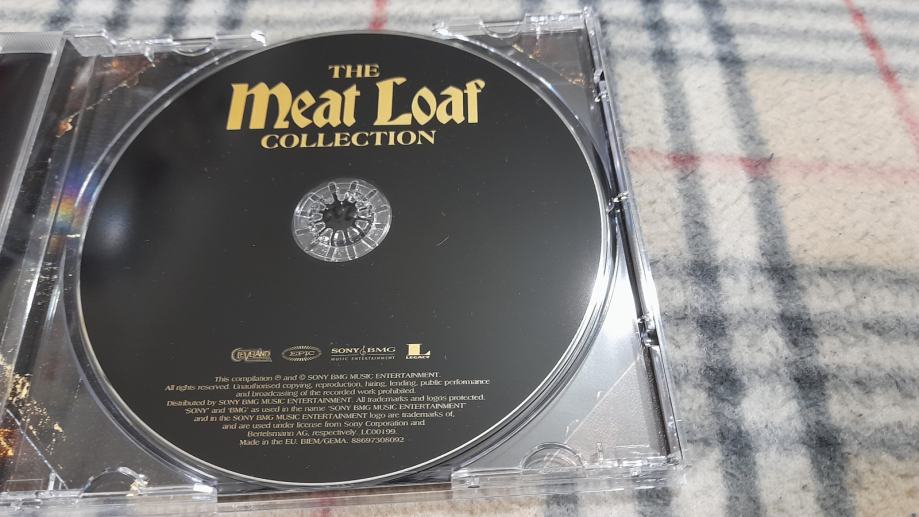 THE
Meat Loaf
COLLECTION
CLEVELAND
EPIC
SONY BMG
MUSIC ENTERTAINMENT
L
LEGACY
This compilation ℗ and © SONY BMG MUSIC ENTERTAINMENT.
All rights reserved. Unauthorised copying, reproduction, hiring, lending, public performance
and broadcasting of the recorded work prohibited.
Distributed by SONY BMG MUSIC ENTERTAINMENT. All trademarks and logos protected.
'SONY' and 'BMG' as used in the name 'SONY BMG MUSIC ENTERTAINMENT'
and in the SONY BMG MUSIC ENTERTAINMENT logo are trademarks of,
and are used under license from Sony Corporation and
Bertelsmann AG, respectively. LC00199.
Made in the EU. BIEM/GEMA. 88697308092